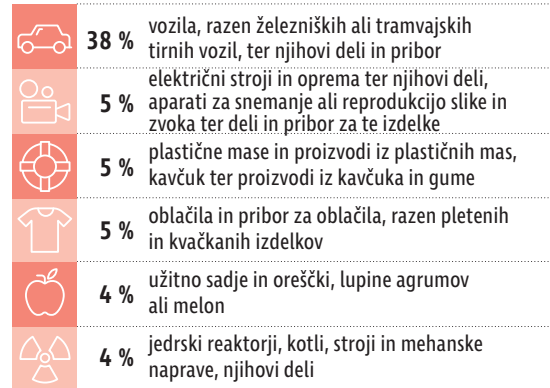 38 % vozila, razen železniških ali tramvajskih
tirnih vozil, ter njihovi deli in pribor
električni stroji in oprema ter njihovi deli,
5 % aparati za snemanje ali reprodukcijo slike in
zvoka ter deli in pribor za te izdelke
5 % plastične mase in proizvodi iz plastičnih mas,
kavčuk ter proizvodi iz kavčuka in gume
5 % oblačila in pribor za oblačila, razen pletenih
in kvačkanih izdelkov
4 % užitno sadje in oreščki, lupine agrumov
ali melon
4 % jedrski reaktorji, kotli, stroji in mehanske
naprave, njihovi deli